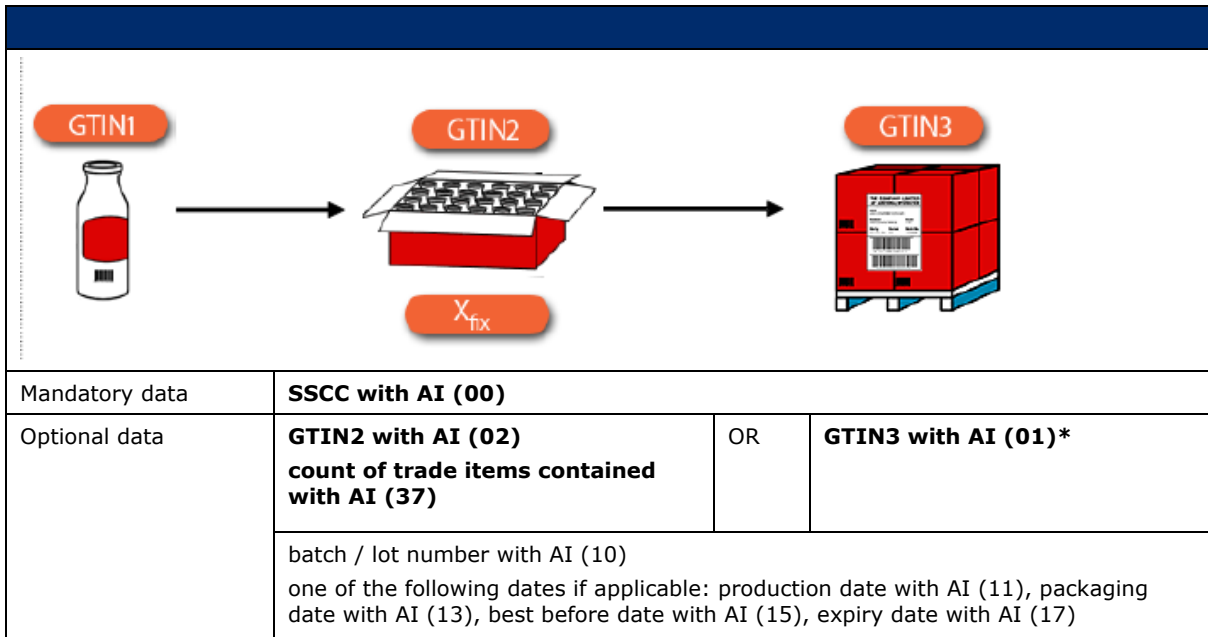 GTIN1
GTIN2
GTIN3
Xfix
Mandatory data
SSCC with AI (00)
Optional data
GTIN2 with AI (02)
count of trade items contained
with AI (37)
OR
GTIN3 with AI (01)*
batch / lot number with AI (10)
one of the following dates if applicable: production date with AI (11), packaging
date with AI (13), best before date with AI (15), expiry date with AI (17)